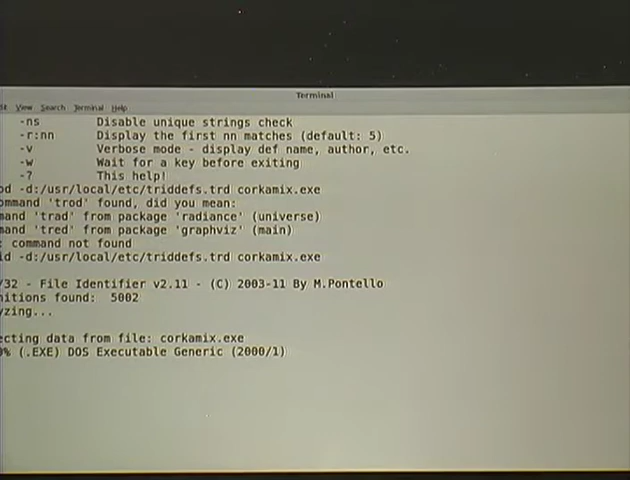 Terminal
View Search Terminal Help
-ns Disable unique strings check
-r:nn Display the first nn matches (default: 5)
-v Verbose mode - display def name, author, etc.
-w Wait for a key before exiting
-? This help!
-d:/usr/local/etc/triddefs.trd corkamix.exe
ommand 'trod' found, did you mean:
mand 'trad' from package 'radiance' (universe)
mand 'tred' from package 'graphviz' (main)
: command not found
id -d:/usr/local/etc/triddefs.trd corkamix.exe
/32 - File Identifier v2.11 - (C) 2003-11 By M.Pontello
nitions found: 5002
yzing...
ecting data from file: corkamix.exe
% (.EXE) DOS Executable Generic (2000/1)